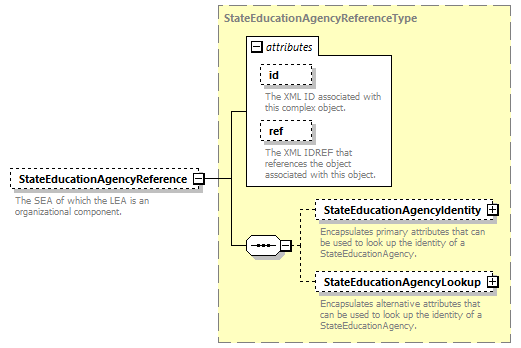 StateEducationAgencyReferenceType
attributes
id
The XML ID associated with
this complex object.
ref
The XML IDREF that
references the object
associated with this object.
StateEducationAgencyReference
The SEA of which the LEA is an
organizational component.
StateEducationAgencyIdentity
Encapsulates primary attributes that can
be used to look up the identity of a
StateEducationAgency.
StateEducationAgencyLookup
Encapsulates alternative attributes that
can be used to look up the identity of a
StateEducationAgency.